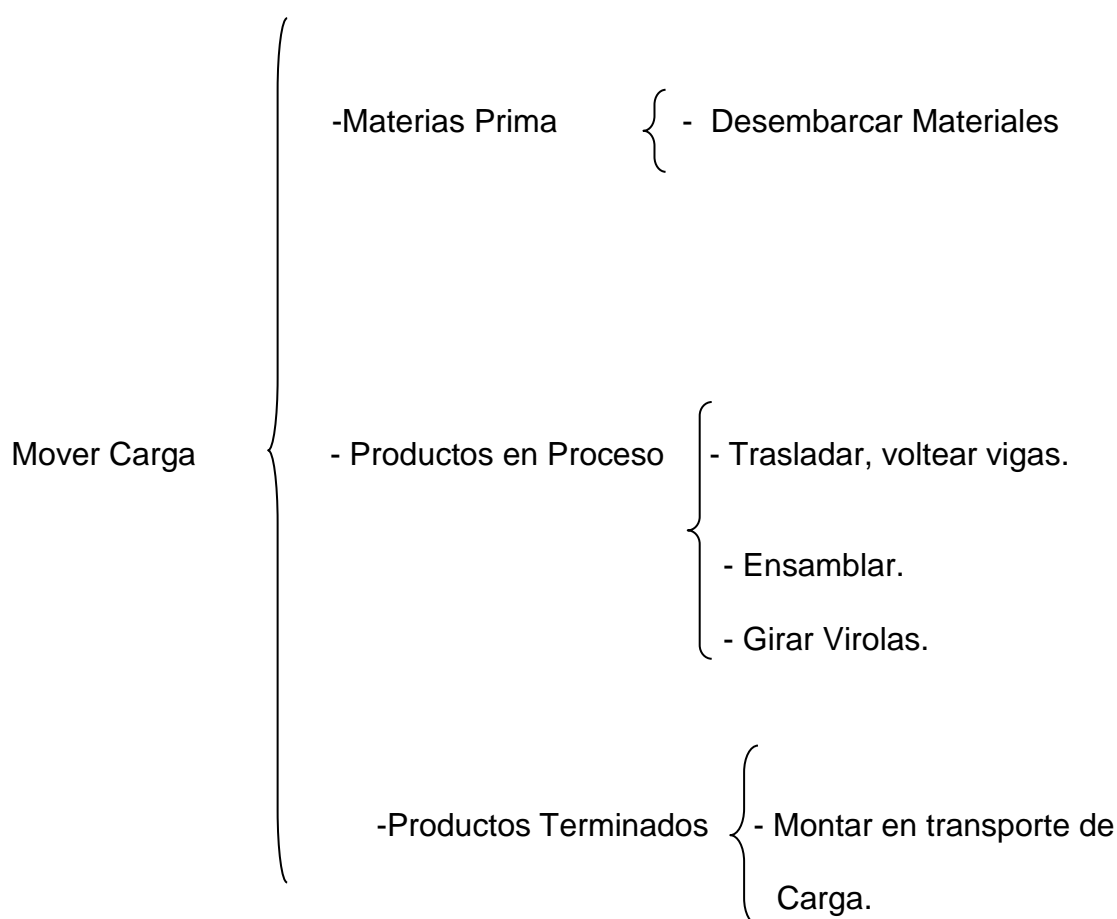 -Materias Prima
- Desembarcar Materiales
Mover Carga
- Productos en Proceso
- Trasladar, voltear vigas.
- Ensamblar.
- Girar Virolas.
-Productos Terminados
- Montar en transporte de
Carga.